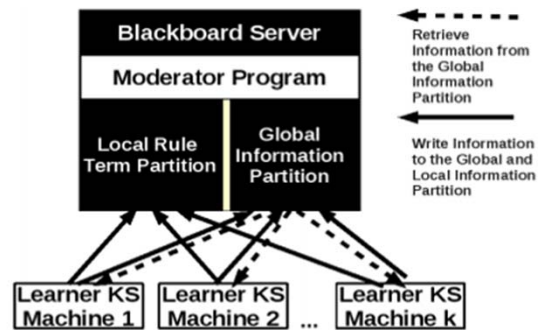 Blackboard Server
Moderator Program
Local Rule
Term Partition
Global
Information
Partition
Retrieve
Information from
the Global
Information
Partition
Write Information
to the Global and
Local Information
Partition
Learner KS
Machine 1
Learner KS
Machine 2
...
Learner KS
Machine k